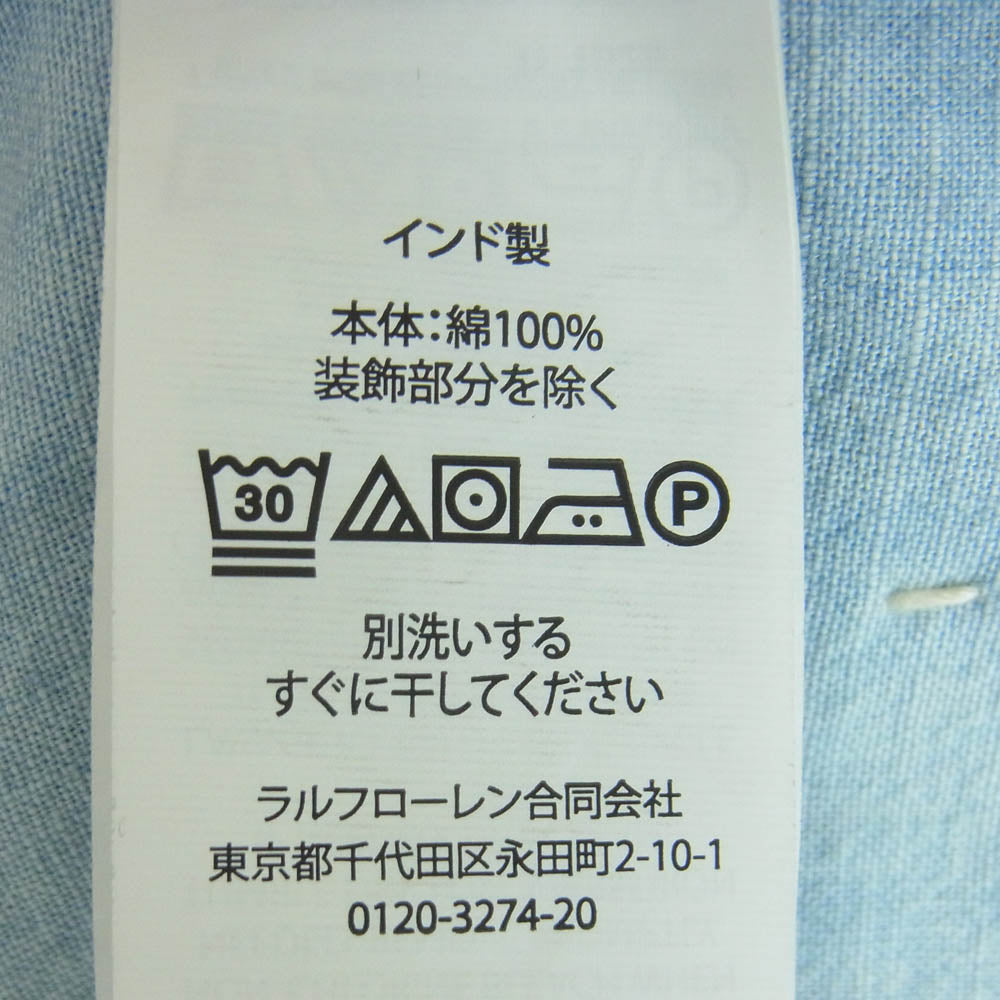 インド製
本体：綿100%
装飾部分を除く
30 P
別洗いする
すぐに干してください
ラルフローレン合同会社
東京都千代田区永田町2-10-1
0120-3274-20